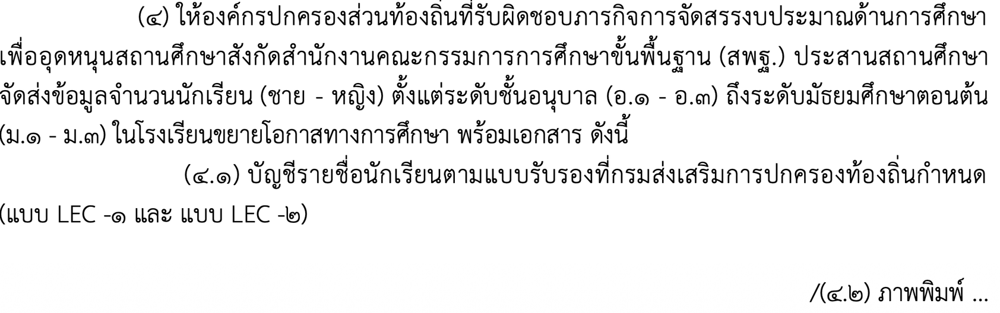 (๔) ให้องค์กรปกครองส่วนท้องถิ่นที่รับผิดชอบภารกิจการจัดสรรงบประมาณด้านการศึกษา
เพื่ออุดหนุนสถานศึกษาสังกัดสำนักงานคณะกรรมการการศึกษาขั้นพื้นฐาน (สพฐ.) ประสานสถานศึกษา
จัดส่งข้อมูลจำนวนนักเรียน (ชาย - หญิง) ตั้งแต่ระดับชั้นอนุบาล (อ.๑ - อ.๓) ถึงระดับมัธยมศึกษาตอนต้น
(ม.๑ - ม.๓) ในโรงเรียนขยายโอกาสทางการศึกษา พร้อมเอกสาร ดังนี้
(๔.๑) บัญชีรายชื่อนักเรียนตามแบบรับรองที่กรมส่งเสริมการปกครองท้องถิ่นกำหนด
(แบบ LEC -๑ และ แบบ LEC -๒)
/(๔.๒) ภาพพิมพ์ ...